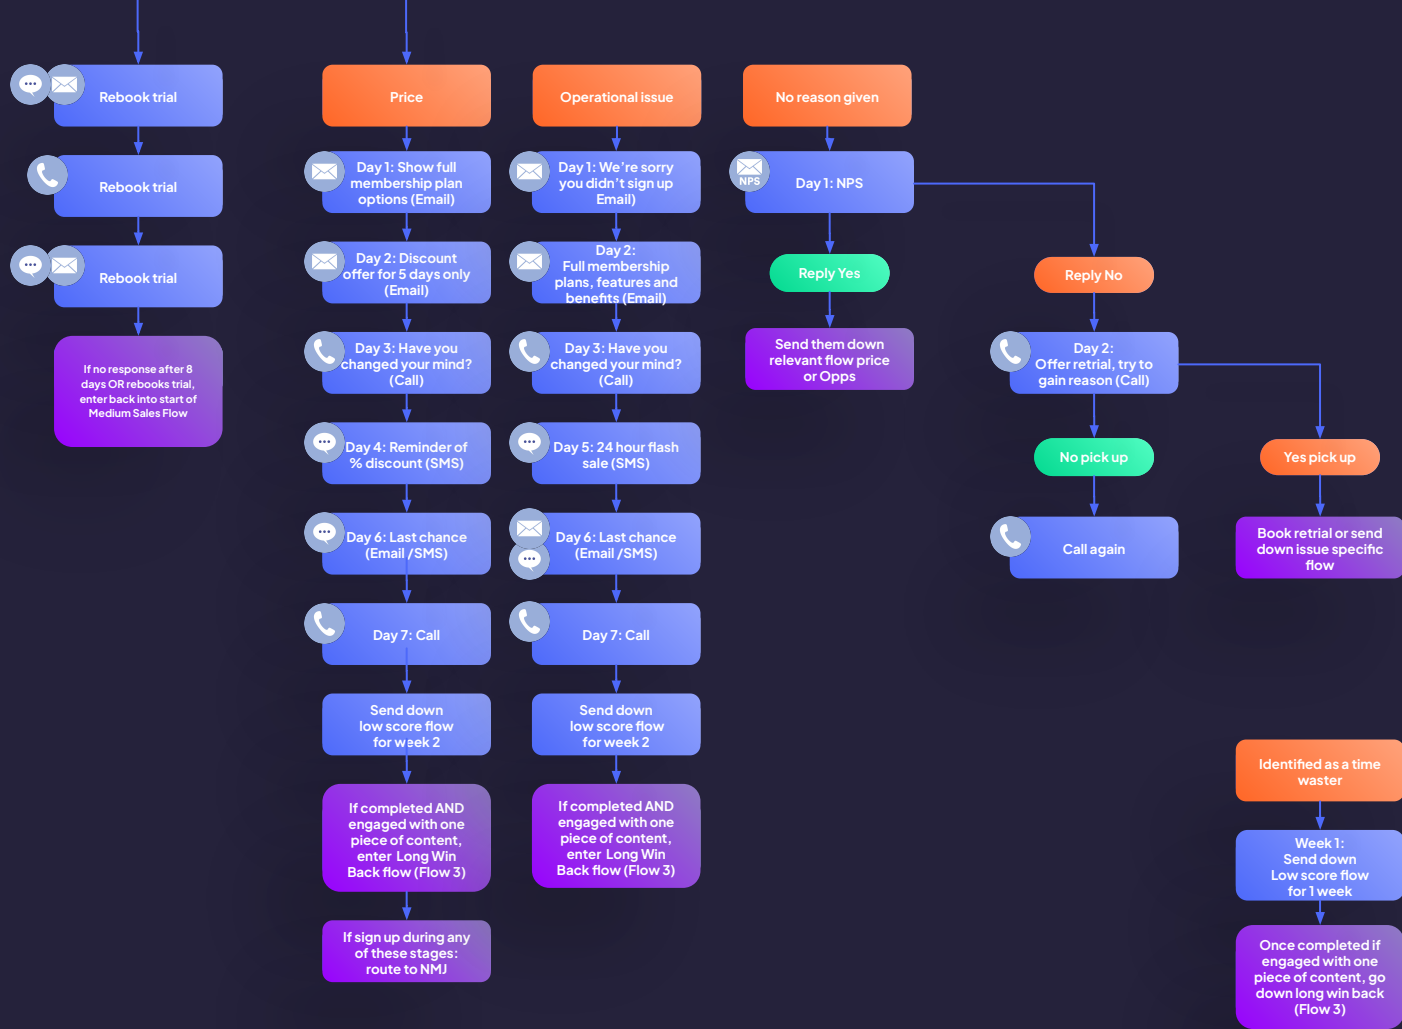 Rebook trial
Rebook trial
Rebook trial
If no response after 8
days OR rebooks trial,
enter back into start of
Medium Sales Flow
Price
Day 1: Show full
membership plan
options (Email)
Day 2: Discount
offer for 5 days only
(Email)
Day 3: Have you
changed your mind?
(Call)
Day 4: Reminder of
% discount (SMS)
Day 6: Last chance
(Email /SMS)
Day 7: Call
Send down
low score flow
for week 2
If completed AND
engaged with one
piece of content,
enter Long Win
Back flow (Flow 3)
If sign up during any
of these stages:
route to NMJ
Operational issue
Day 1: We're sorry
you didn't sign up
Email)
Day 2:
Full membership
plans, features and
benefits (Email)
Day 3: Have you
changed your mind?
(Call)
Day 5: 24 hour flash
sale (SMS)
Day 6: Last chance
(Email /SMS)
Day 7: Call
Send down
low score flow
for week 2
If completed AND
engaged with one
piece of content,
enter Long Win
Back flow (Flow 3)
No reason given
NPS
Day 1: NPS
Reply Yes
Send them down
relevant flow price
or Opps
Reply No
Day 2:
Offer retrial, try to
gain reason (Call)
No pick up
Call again
Yes pick up
Book retrial or send
down issue specific
flow
Identified as a time
waster
Week 1:
Send down
Low score flow
for 1 week
Once completed if
engaged with one
piece of content, go
down long win back
(Flow 3)